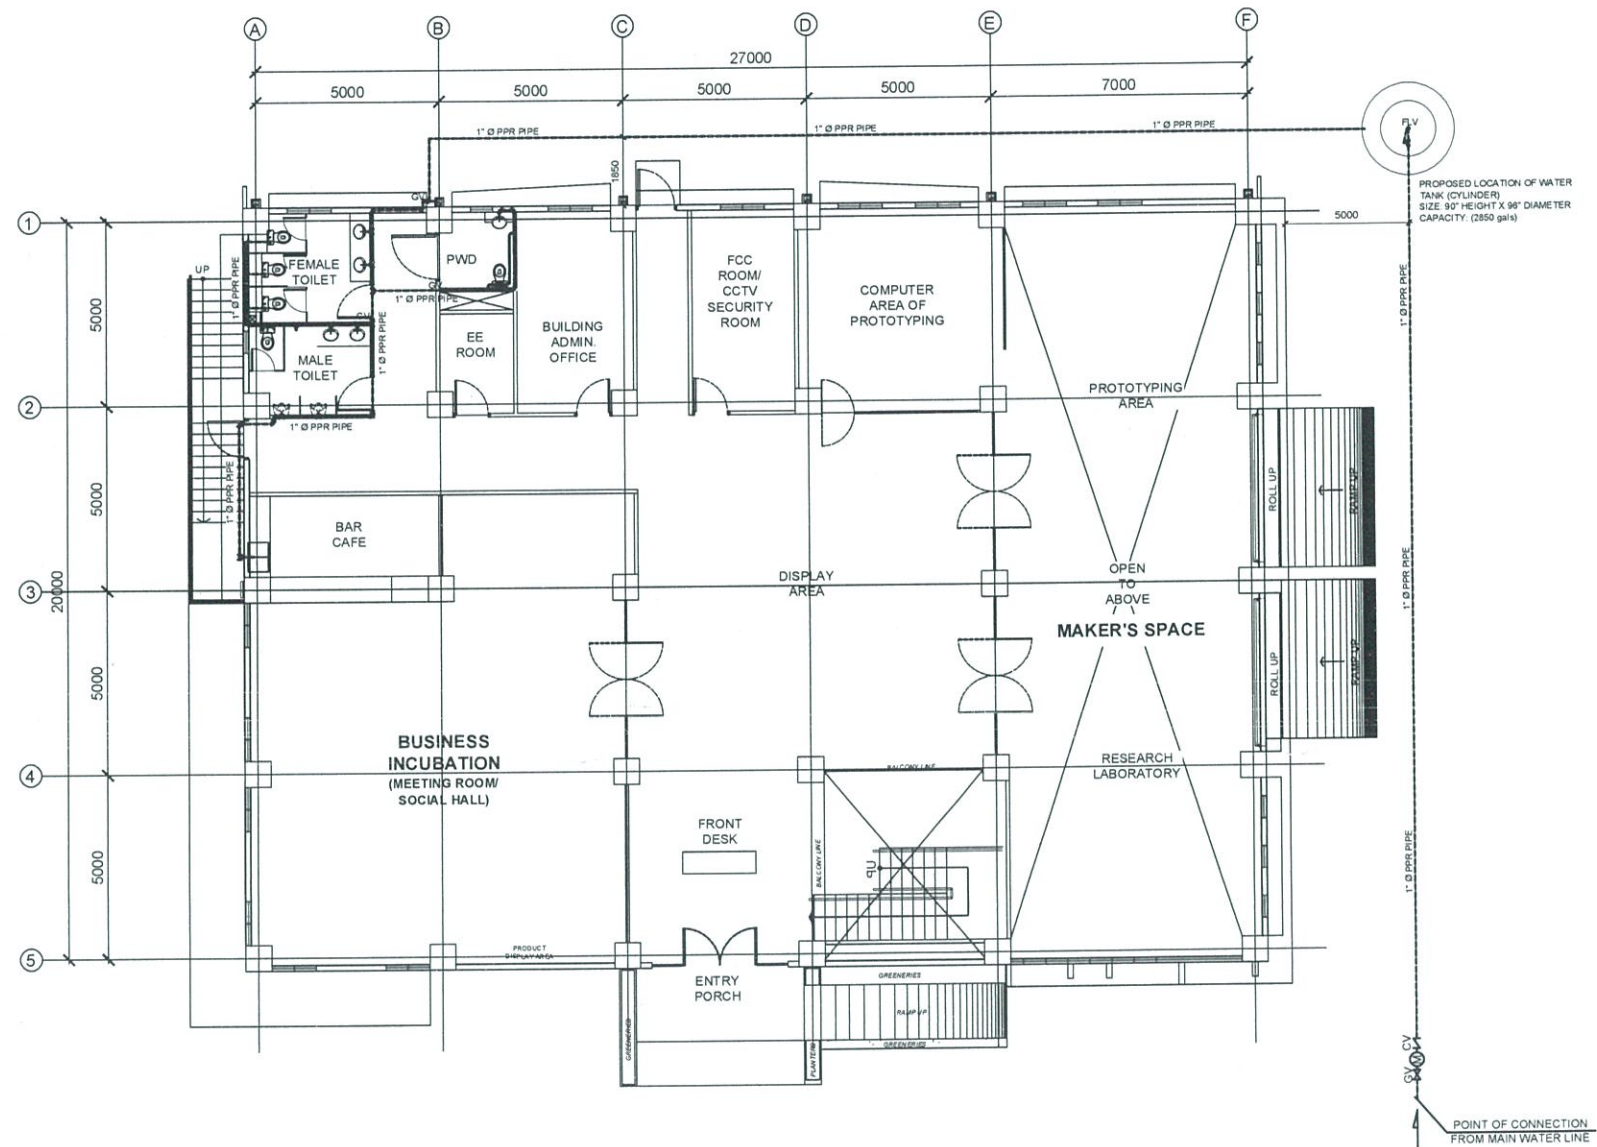 A
B
C
D
E
F
27000
5000
5000
5000
5000
7000
1" Ø PPR PIPE
1" Ø PPR PIPE
1" Ø PPR PIPE
1850
PROPOSED LOCATION OF WATER
TANK (CYLINDER)
SIZE: 90" HEIGHT X 96" DIAMETER
CAPACITY: (2850 gals)
5000
1
2
3
4
5
5000
5000
5000
5000
20000
UP
GV
1" Ø PPR PIPE
FEMALE
TOILET
GV
PWD
GV
1" Ø PPR PIPE
1" Ø PPR PIPE
MALE
TOILET
1" Ø PPR PIPE
1" Ø PPR PIPE
EE
ROOM
BUILDING
ADMIN.
OFFICE
FCC
ROOM/
CCTV
SECURITY
ROOM
COMPUTER
AREA OF
PROTOTYPING
PROTOTYPING
AREA
1" Ø PPR PIPE
BAR
CAFE
DISPLAY
AREA
OPEN
TO
ABOVE
MAKER'S SPACE
ROLL UP
RAMP UP
ROLL UP
RAMP UP
1" Ø PPR PIPE
BUSINESS
INCUBATION
(MEETING ROOM/
SOCIAL HALL)
BALCONY LINE
RESEARCH
LABORATORY
FRONT
DESK
BALCONY LINE
UP
1" Ø PPR PIPE
PRODUCT
DISPLAY AREA
ENTRY
PORCH
GREENERIES
RAMP UP
GREENERIES
GREENERIES
CV
M
GV
POINT OF CONNECTION
FROM MAIN WATER LINE